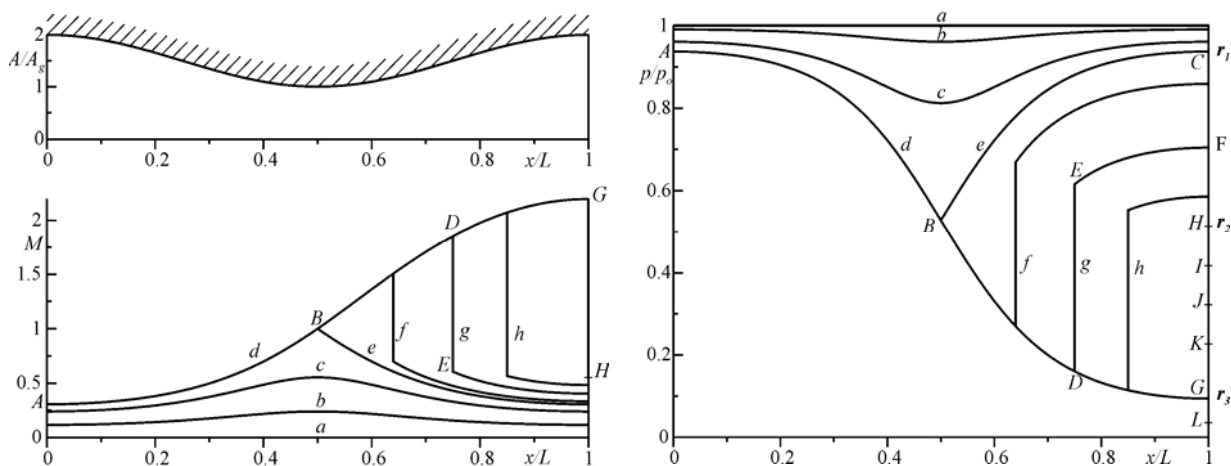 2
A/A_g
1
0
0 0.2 0.4 0.6 0.8 x/L 1
2
M
1.5
1
0.5
A
0
G
D
B
f
g
h
d
e
E
H
c
b
a
0 0.2 0.4 0.6 0.8 x/L 1
1
A
p/p_o
0.8
0.6
0.4
0.2
0
a
b
r_1
C
c
d
e
F
E
B
H r_2
f
g
h
I
J
K
D
G r_3
L
0 0.2 0.4 0.6 0.8 x/L 1